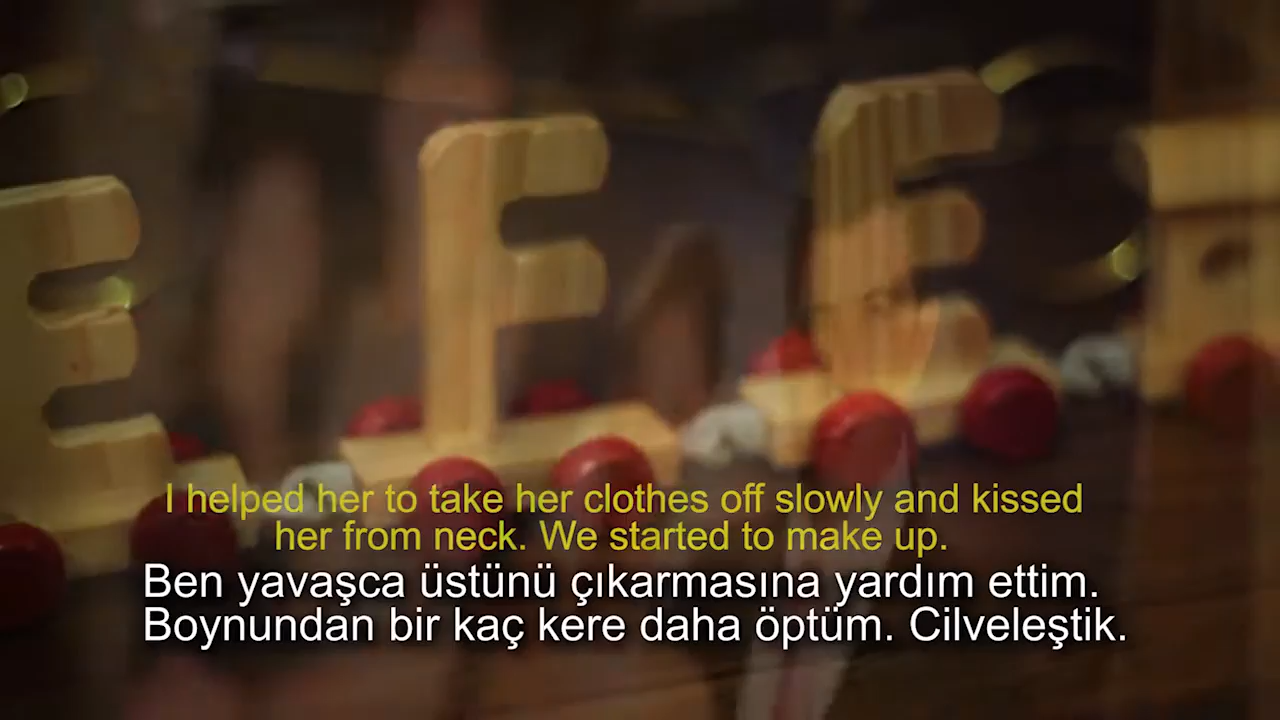 E F E
I helped her to take her clothes off slowly and kissed
her from neck. We started to make up.
Ben yavaşca üstünü çıkarmasına yardım ettim.
Boynundan bir kaç kere daha öptüm. Cilveleştik.